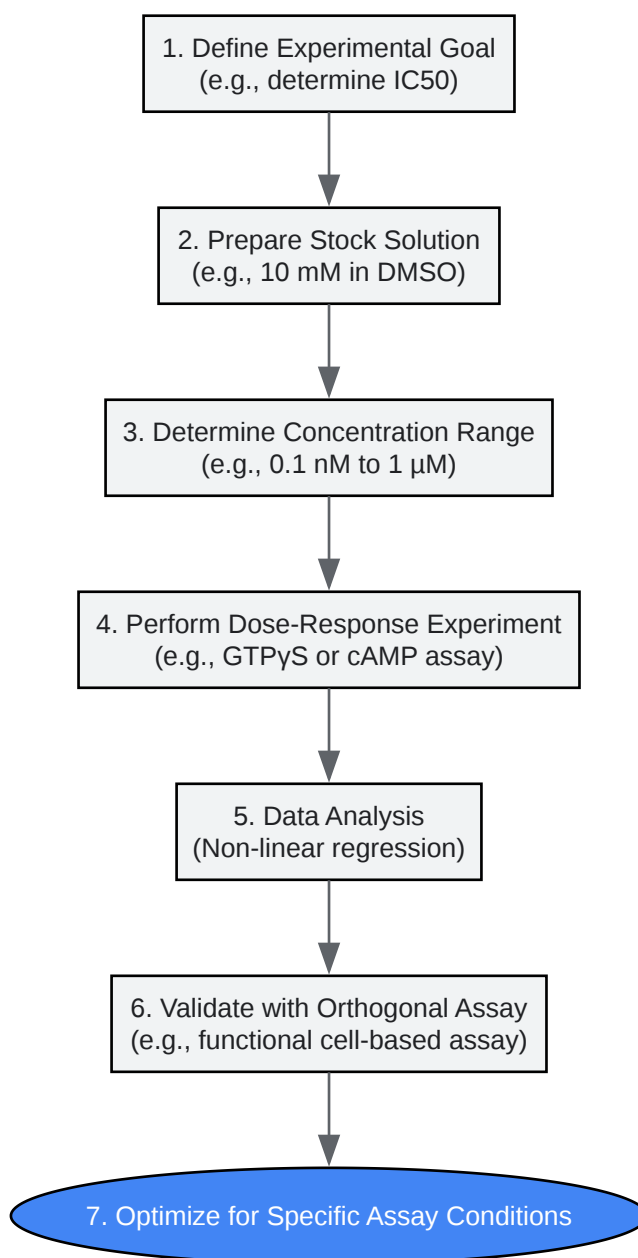 1. Define Experimental Goal
(e.g., determine IC50)
2. Prepare Stock Solution
(e.g., 10 mM in DMSO)
3. Determine Concentration Range
(e.g., 0.1 nM to 1 μM)
4. Perform Dose-Response Experiment
(e.g., GTPγS or cAMP assay)
5. Data Analysis
(Non-linear regression)
6. Validate with Orthogonal Assay
(e.g., functional cell-based assay)
7. Optimize for Specific Assay Conditions